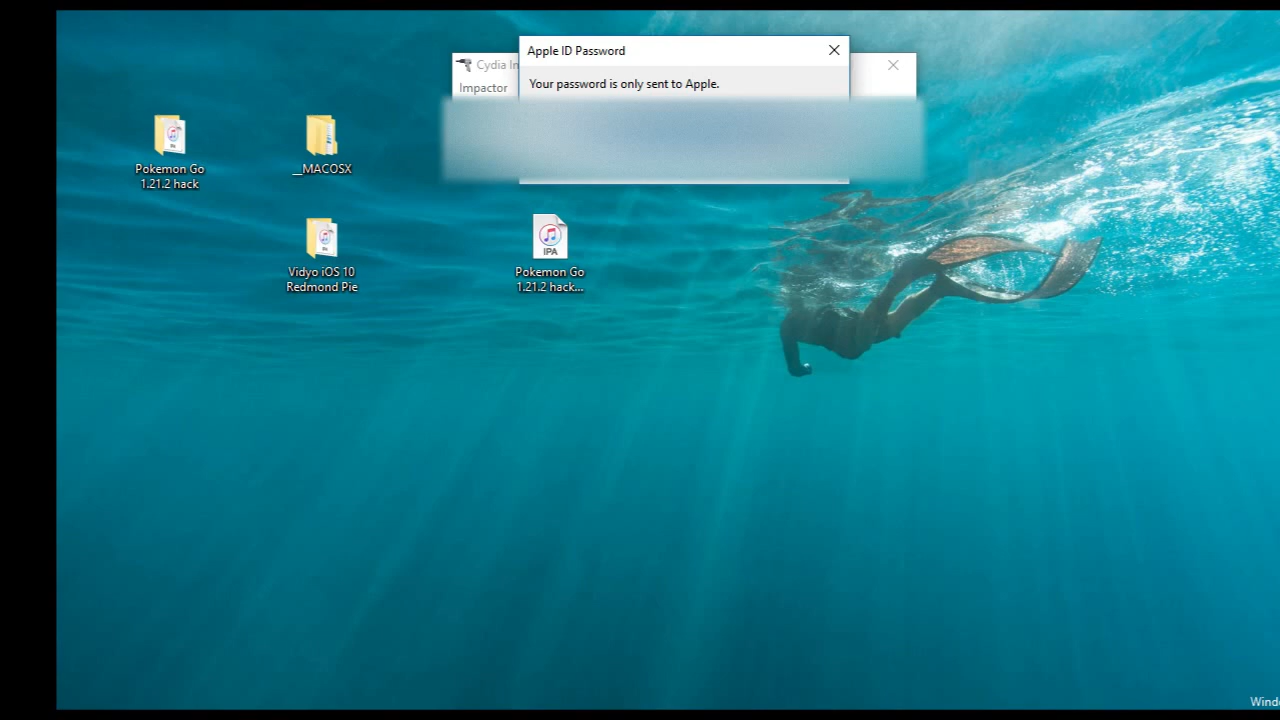 Apple ID Password
Cydia Im
Your password is only sent to Apple.
Impactor
Pokemon Go
1.21.2 hack
__MACOSX
Vidyo iOS 10
Redmond Pie
IPA
Pokemon Go
1.21.2 hack...